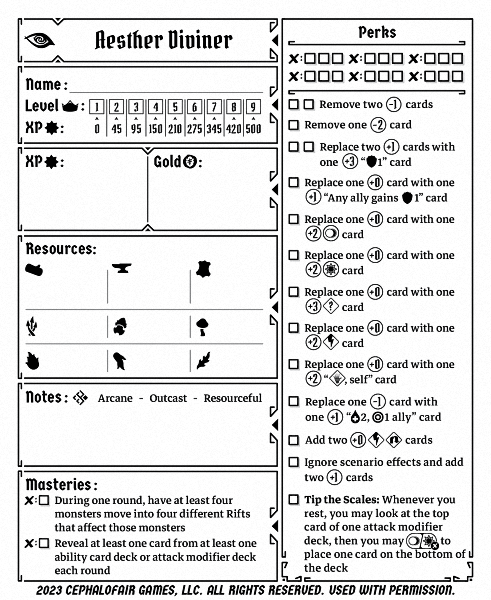 Aesther Diviner
Name:
Level: 1 2 3 4 5 6 7 8 9
XP: 0 45 95 150 210 275 345 420 500
XP: Gold:
Resources:
Notes: Arcane - Outcast - Resourceful
Masteries:
During one round, have at least four
monsters move into four different Rifts
that affect those monsters
Reveal at least one card from at least one
ability card deck or attack modifier deck
each round
Perks
Remove two -1 cards
Remove one -2 card
Replace two +1 cards with
one +3 “1” card
Replace one +0 card with one
+1 “Any ally gains 1” card
Replace one +0 card with one
+2 card
Replace one +0 card with one
+2 card
Replace one +0 card with one
+3 ? card
Replace one +0 card with one
+2 card
Replace one +0 card with one
+2 “, self” card
Replace one -1 card with
one +1 “2, 1 ally” card
Add two +0 cards
Ignore scenario effects and add
two +1 cards
Tip the Scales: Whenever you
rest, you may look at the top
card of one attack modifier
deck, then you may to
place one card on the bottom of
the deck
2023 CEPHALOFAIR GAMES, LLC. ALL RIGHTS RESERVED. USED WITH PERMISSION.